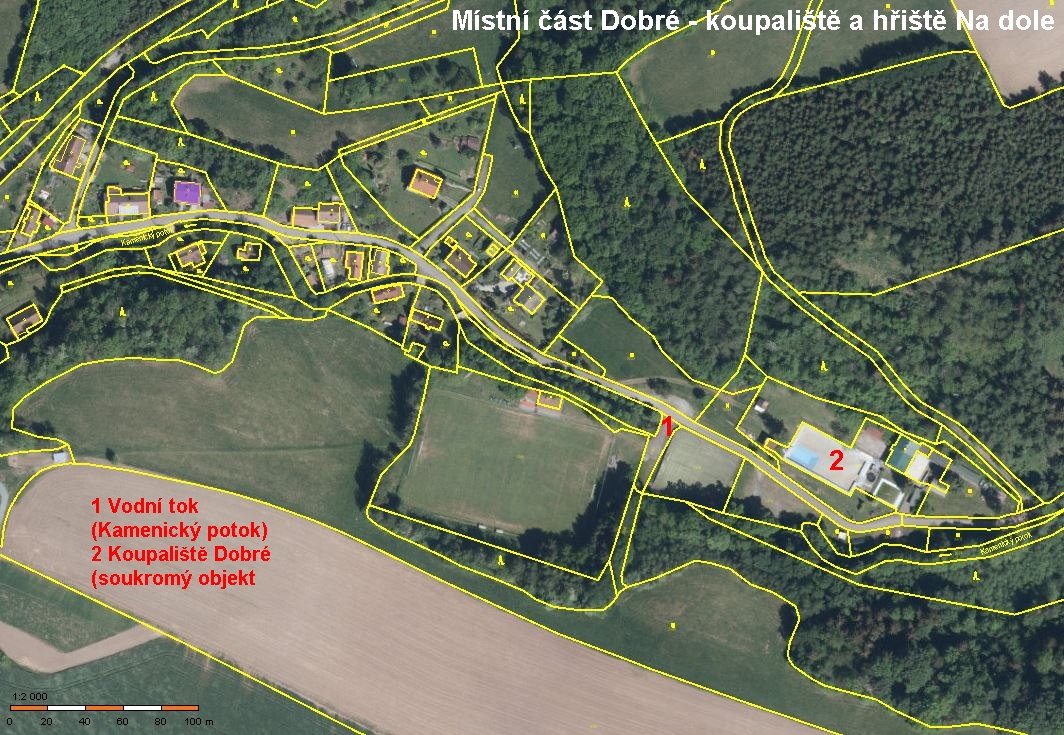 Místní část Dobré - koupaliště a hřiště Na dole
Kamenický potok
1
2
1 Vodní tok
(Kamenický potok)
2 Koupaliště Dobré
(soukromý objekt
Kamenický potok
1:2 000
0 20 40 60 80 100 m